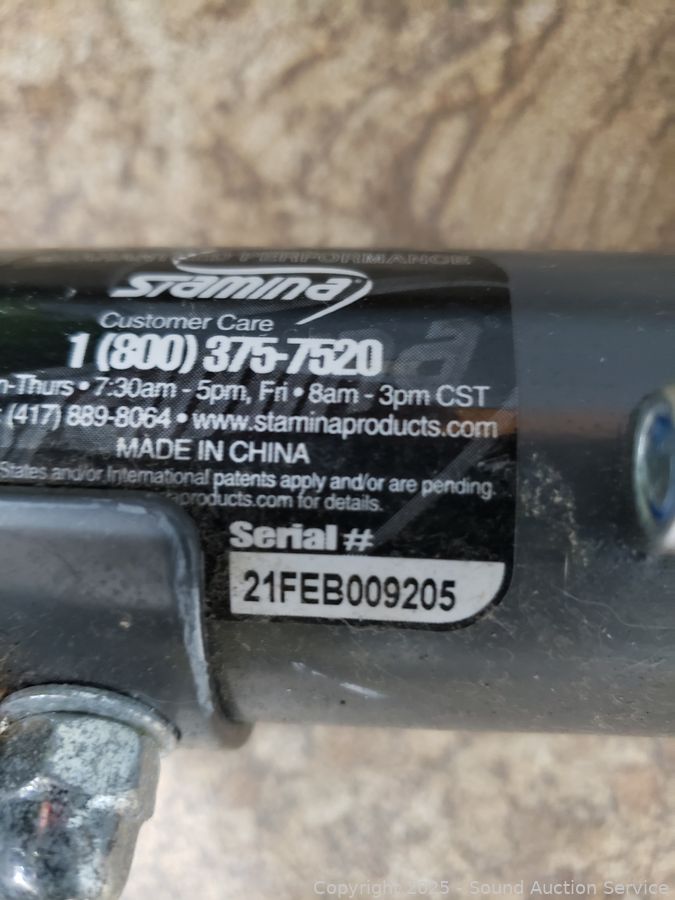 PERFORMANCE
stamina
Customer Care
1 (800) 375-7520
-Thurs • 7:30am - 5pm, Fri • 8am - 3pm CST
(417) 889-8064 • www.staminaproducts.com
MADE IN CHINA
States and/or International patents apply and/or are pending.
aproducts.com for details.
Serial #
21FEB009205
Copyright 2025 - Sound Auction Service